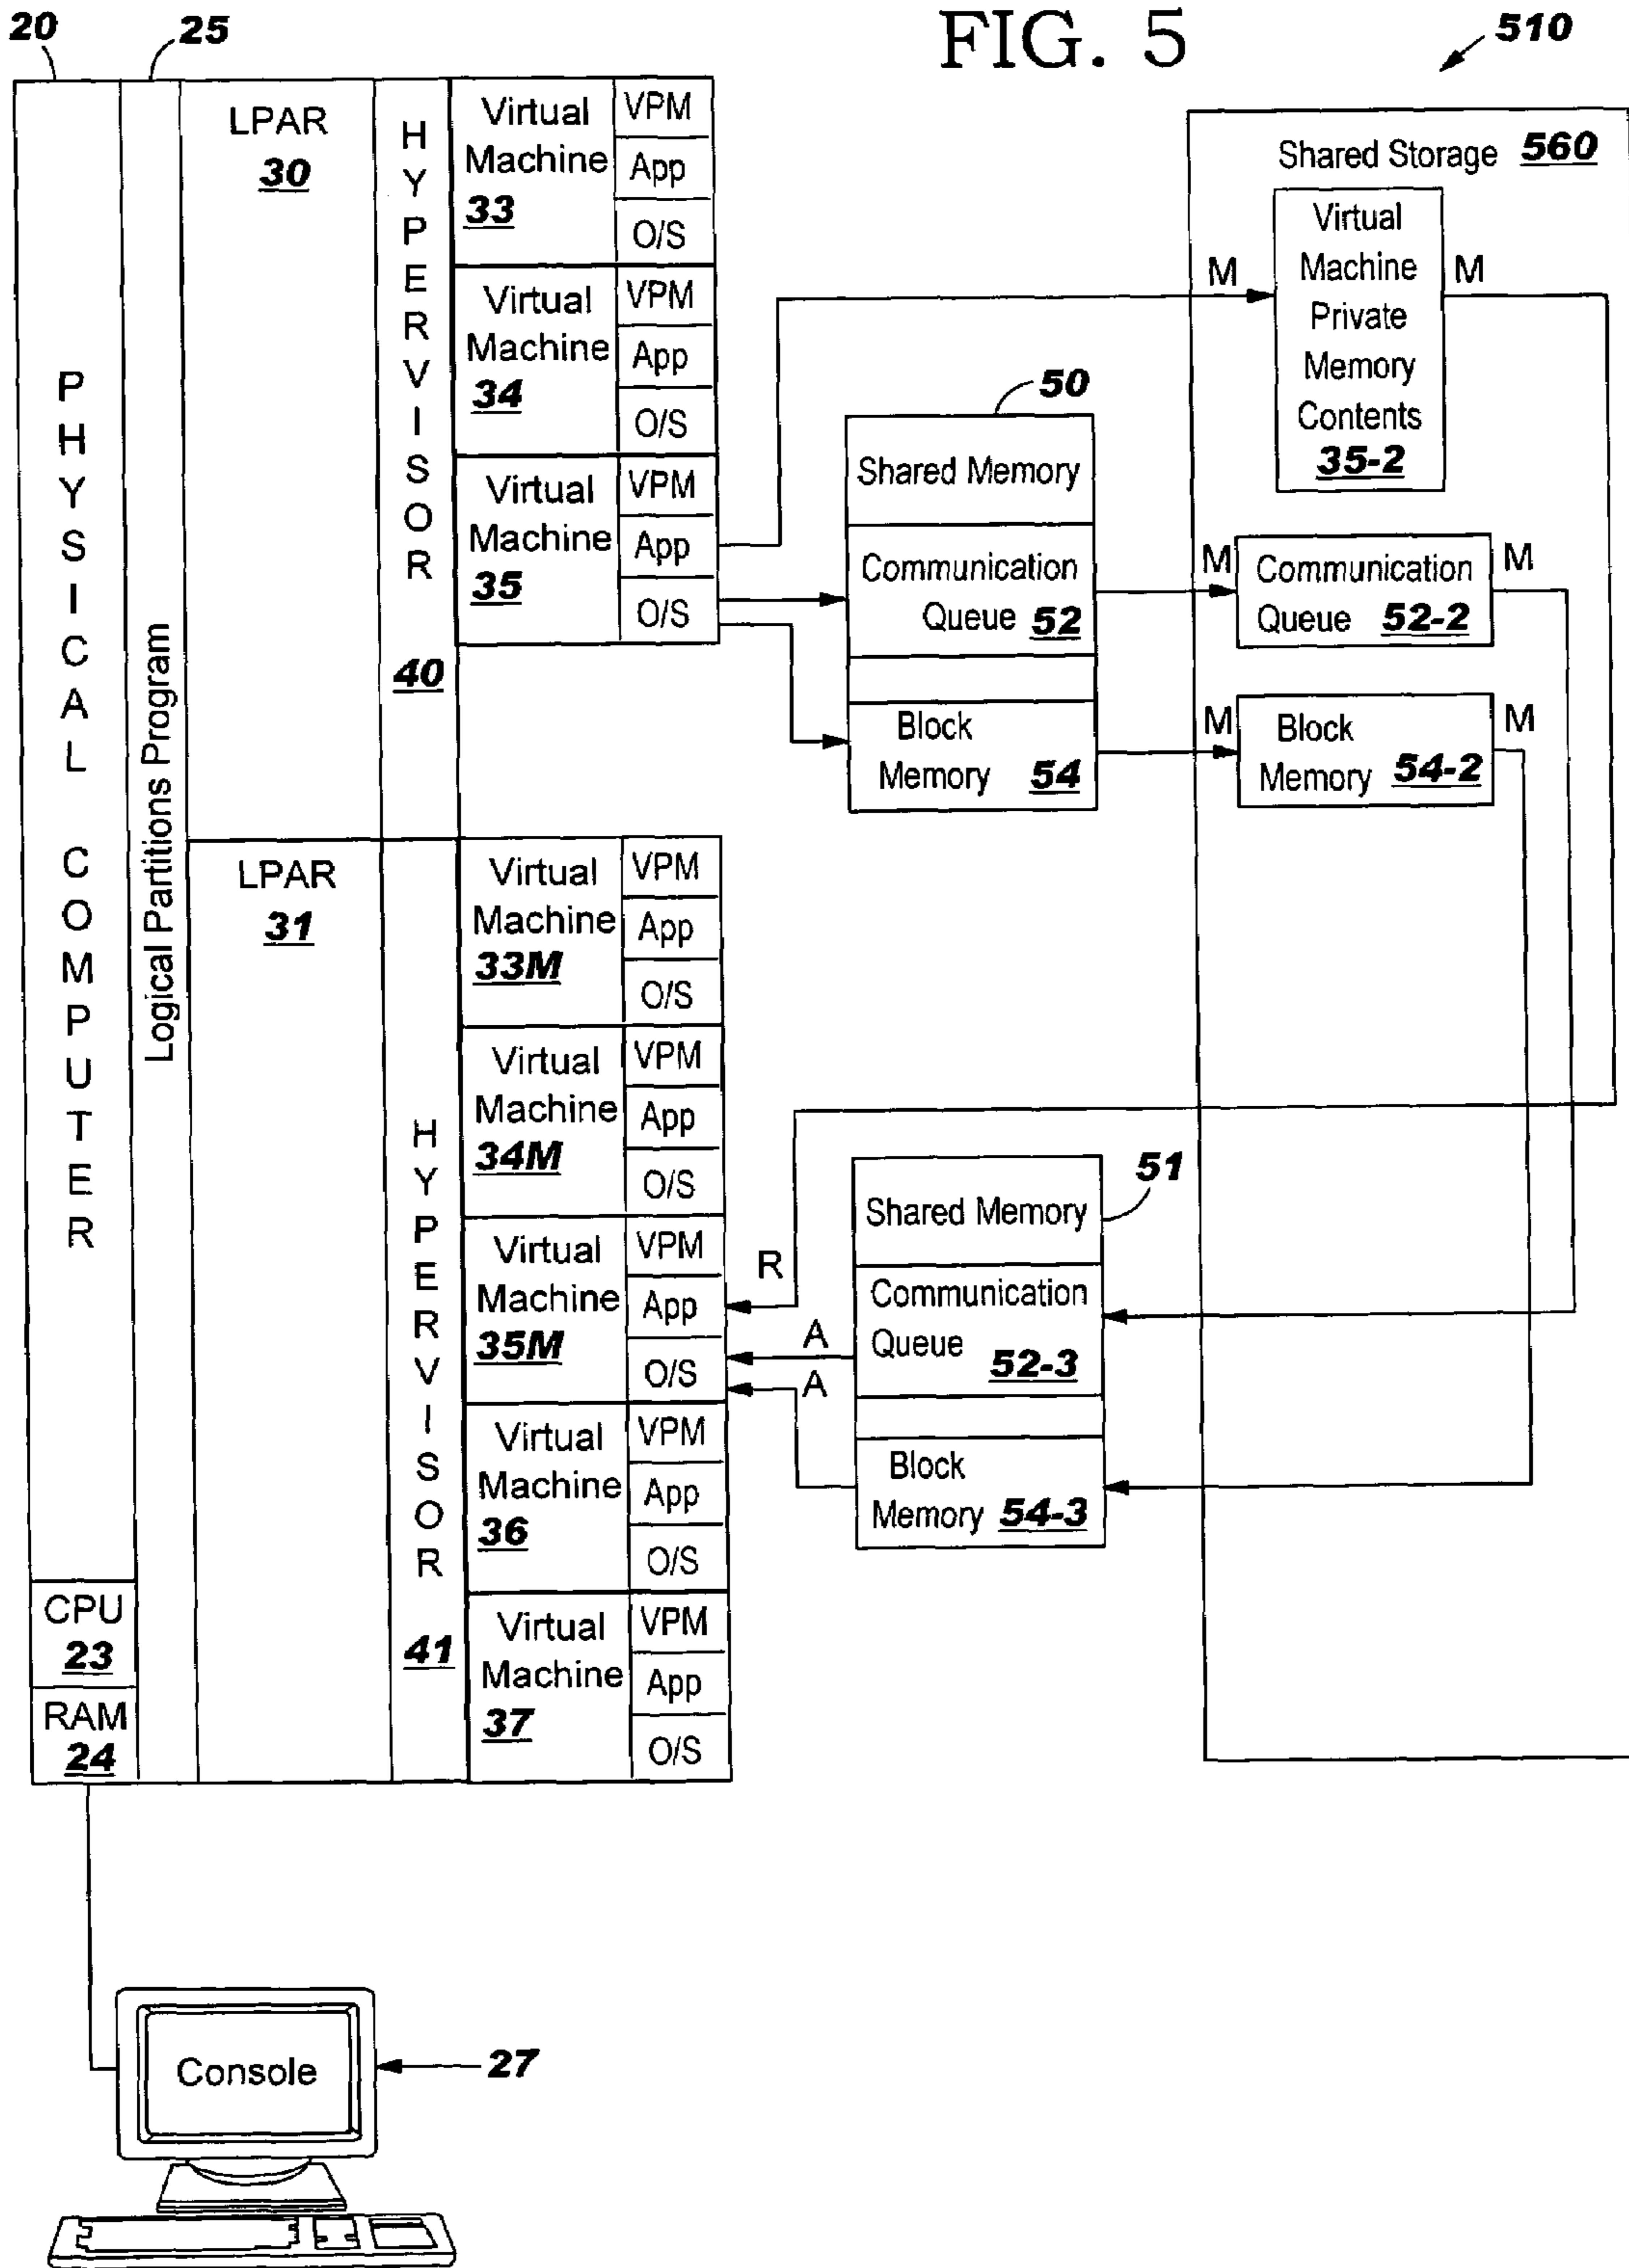 FIG. 5
20
25
510
PHYSICAL COMPUTER
CPU
23
RAM
24
Logical Partitions Program
LPAR
30
HYPERVISOR
40
Virtual
Machine
33
VPM
App
O/S
Virtual
Machine
34
VPM
App
O/S
Virtual
Machine
35
VPM
App
O/S
50
Shared Memory
Communication
Queue 52
Block
Memory 54
Shared Storage 560
M
Virtual
Machine
Private
Memory
Contents
35-2
M
M
Communication
Queue 52-2
M
M
Block
Memory 54-2
M
LPAR
31
HYPERVISOR
41
Virtual
Machine
33M
VPM
App
O/S
Virtual
Machine
34M
VPM
App
O/S
Virtual
Machine
35M
VPM
App
O/S
Virtual
Machine
36
VPM
App
O/S
Virtual
Machine
37
VPM
App
O/S
R
A
A
51
Shared Memory
Communication
Queue 52-3
Block
Memory 54-3
Console
27